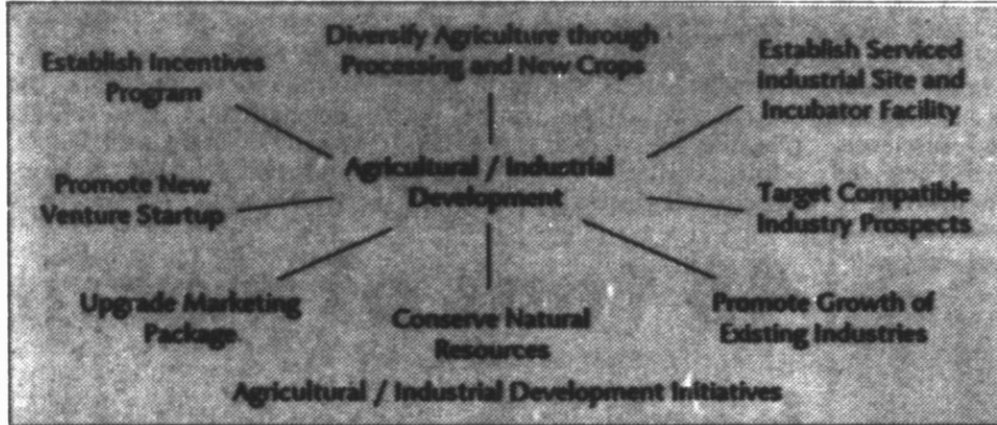 Diversify Agriculture through
Processing and New Crops
Establish Incentives
Program
Establish Serviced
Industrial Site and
Incubator Facility
Agricultural / Industrial
Development
Promote New
Venture Startup
Target Compatible
Industry Prospects
Upgrade Marketing
Package
Conserve Natural
Resources
Promote Growth of
Existing Industries
Agricultural / Industrial Development Initiatives